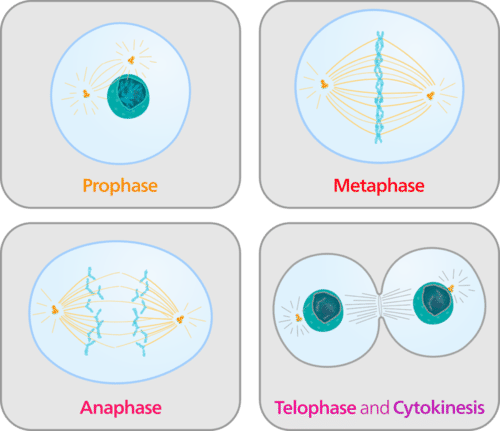 Prophase
Metaphase
Anaphase
Telophase and Cytokinesis